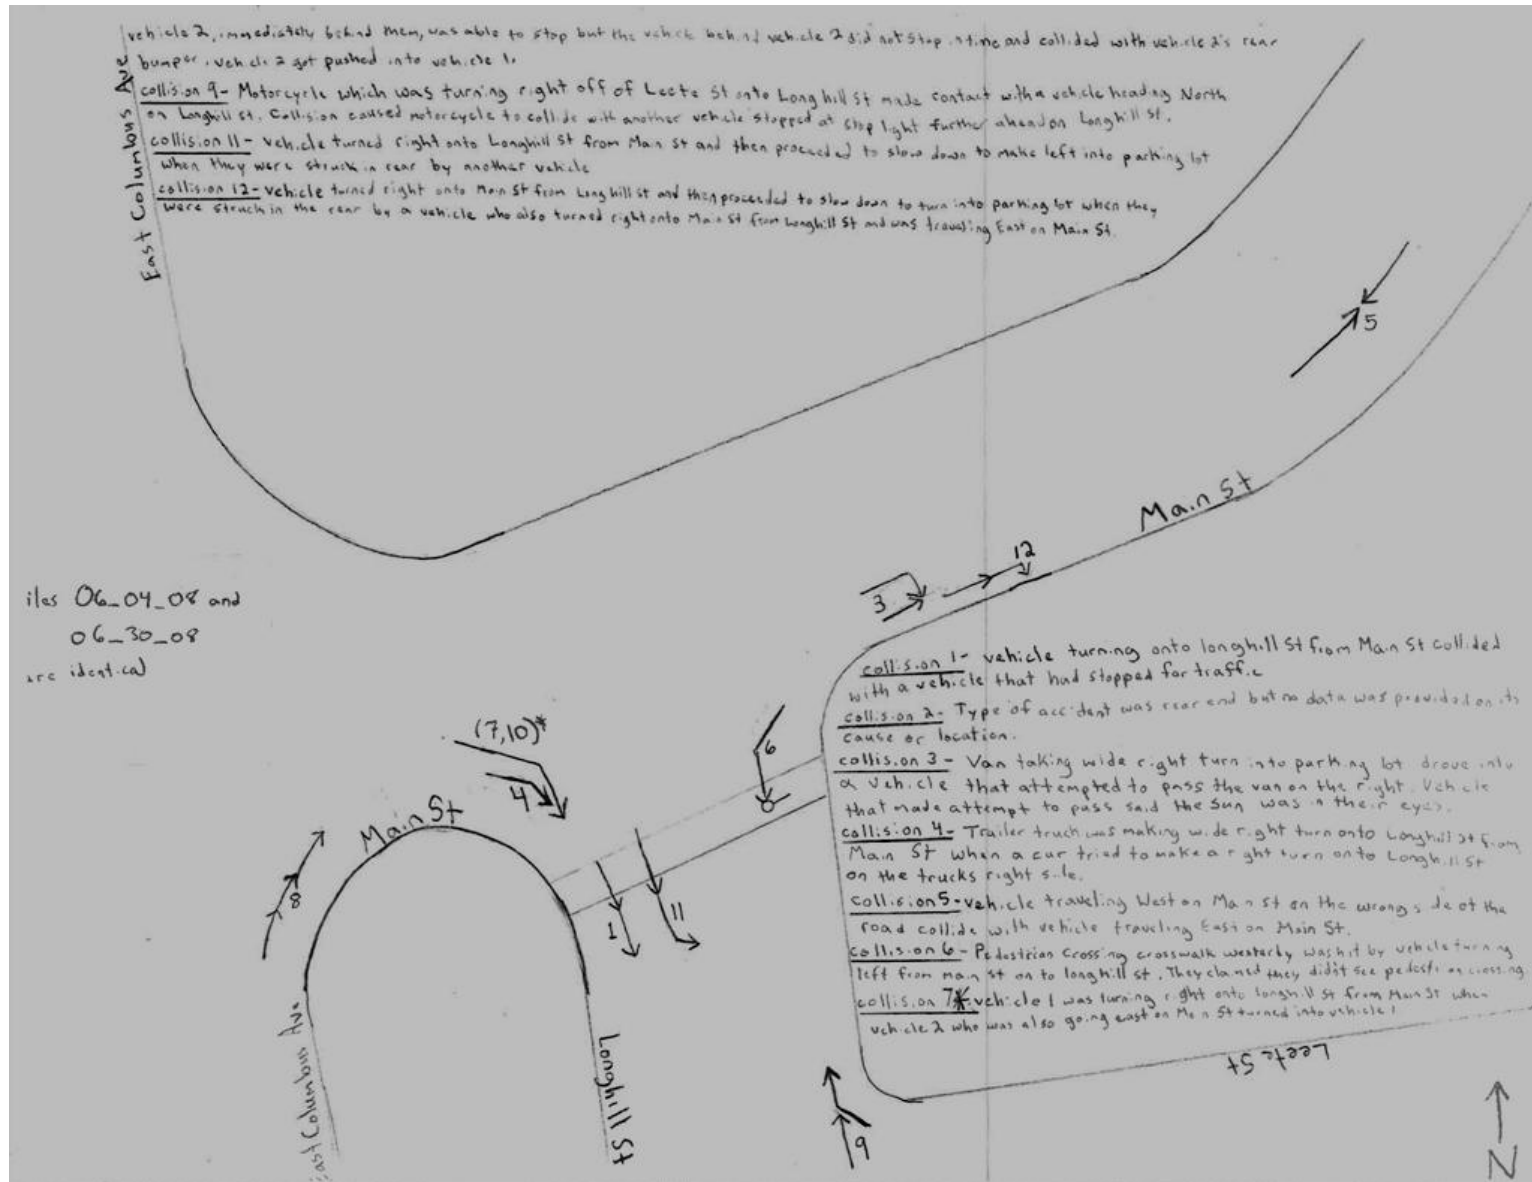 East Columbus Ave
vehicle 2, immediately behind them, was able to stop but the vehicle behind vehicle 2 did not stop in time and collided with vehicle 2's rear
bumper. vehicle 2 got pushed into vehicle 1.
collision 9- Motorcycle which was turning right off of Leete St onto Longhill St made contact with a vehicle heading North
on Longhill St. Collision caused motorcycle to collide with another vehicle stopped at stop light further ahead on Longhill St.
collision 11- vehicle turned right onto Longhill St from Main St and then proceeded to slow down to make left into parking lot
when they were struck in rear by another vehicle
collision 12- vehicle turned right onto Main St from Longhill St and then proceeded to slow down to turn into parking lot when they
were struck in the rear by a vehicle who also turned right onto Main St from Longhill St and was traveling East on Main St.
5
Main St
12
3
iles 06_04_08 and
06_30_08
are identical
(7,10)*
4
6
Main St
8
1
11
collision 1- vehicle turning onto longhill St from Main St collided
with a vehicle that had stopped for traffic
collision 2- Type of accident was rear end but no data was provided on its
cause or location.
collision 3- Van taking wide right turn into parking lot drove into
a vehicle that attempted to pass the van on the right. Vehicle
that made attempt to pass said the sun was in their eyes.
collision 4- Trailer truck was making wide right turn onto Longhill St from
Main St when a car tried to make a right turn onto Longhill St
on the trucks right side.
collision 5- vehicle traveling West on Main St on the wrong side of the
road collide with vehicle traveling East on Main St.
collision 6- Pedestrian Crossing crosswalk westerly was hit by vehicle turning
left from main St on to longhill St. They claimed they didn't see pedestrian crossing
collision 7*- vehicle 1 was turning right onto longhill St from Main St when
vehicle 2 who was also going east on Main St turned into vehicle 1
Leete St
East Columbus Ave
Longhill St
9
N